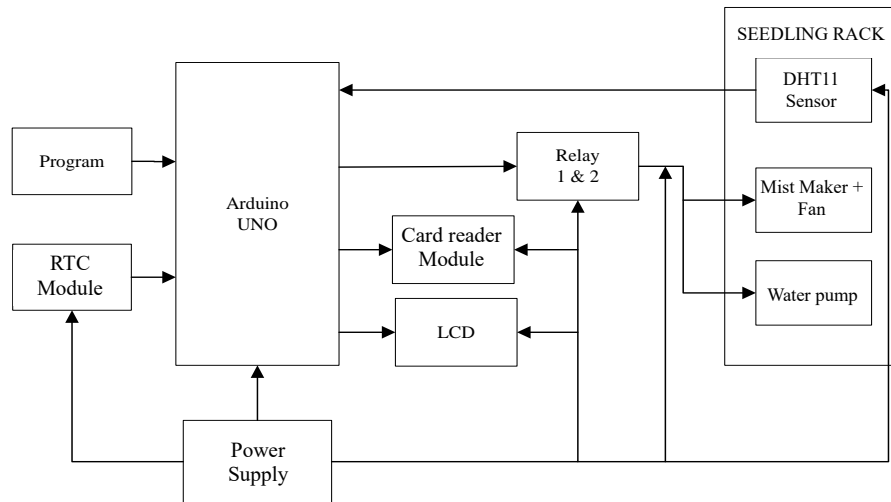 SEEDLING RACK
DHT11
Sensor
Program
Arduino
UNO
Relay
1 & 2
Mist Maker +
Fan
RTC
Module
Card reader
Module
Water pump
LCD
Power
Supply